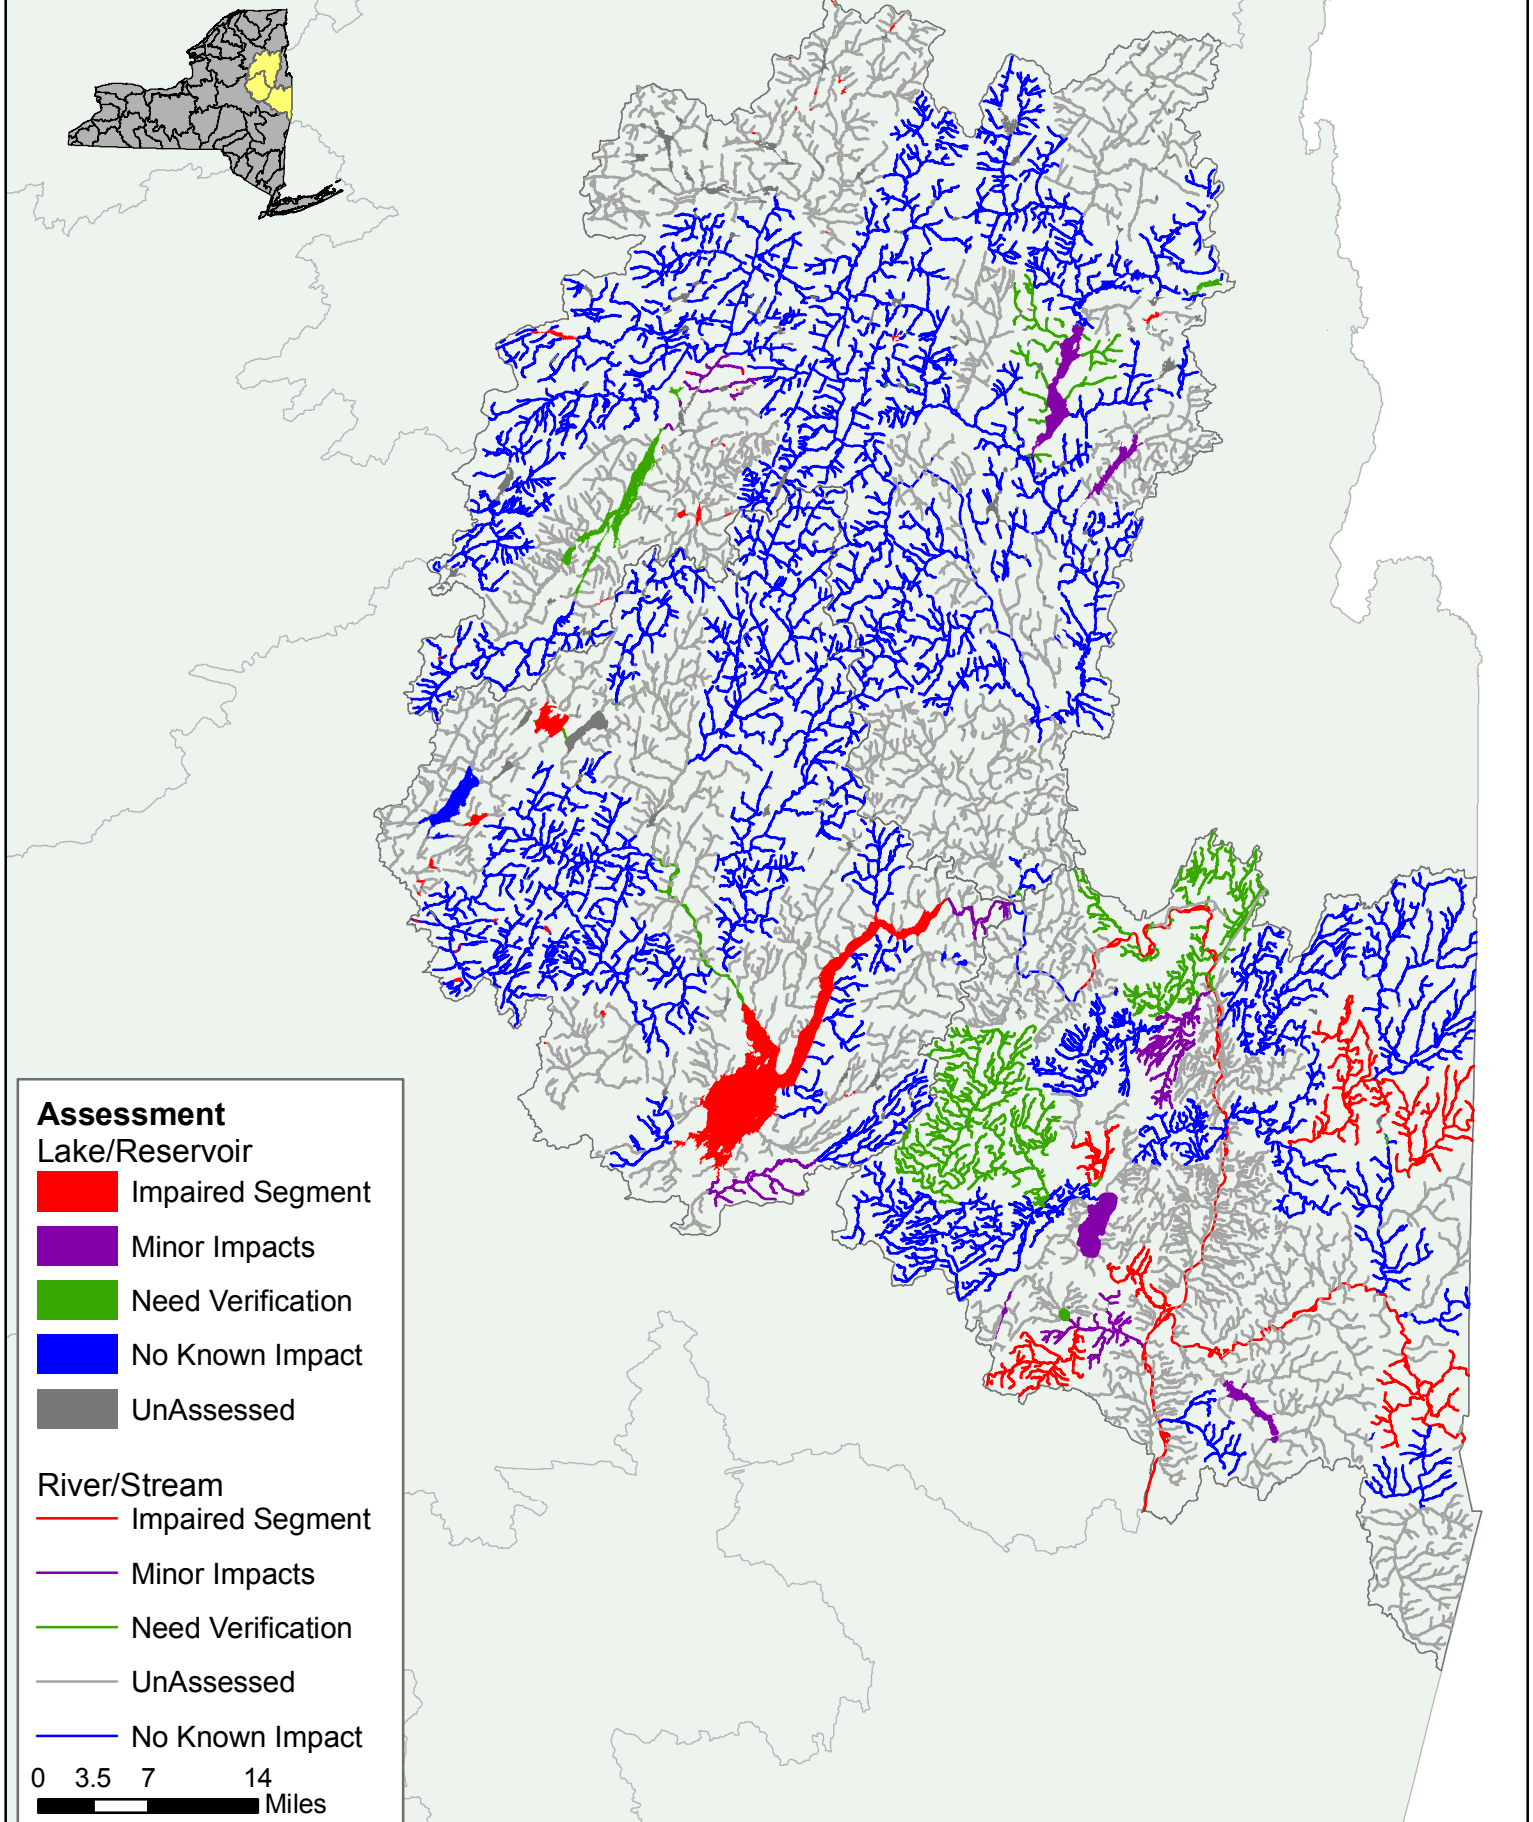 Assessment
Lake/Reservoir
Impaired Segment
Minor Impacts
Need Verification
No Known Impact
UnAssessed
River/Stream
Impaired Segment
Minor Impacts
Need Verification
UnAssessed
No Known Impact
0 3.5 7 14
Miles